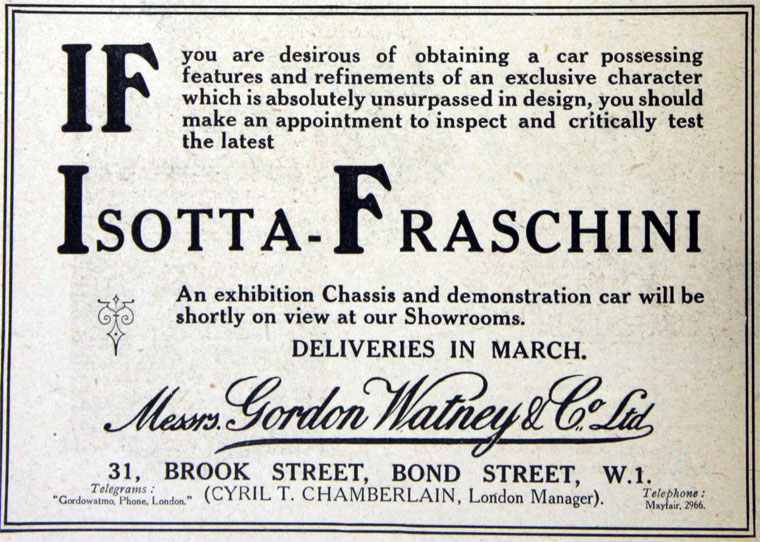 IF you are desirous of obtaining a car possessing
features and refinements of an exclusive character
which is absolutely unsurpassed in design, you should
make an appointment to inspect and critically test
the latest
ISOTTA-FRASCHINI
An exhibition Chassis and demonstration car will be
shortly on view at our Showrooms.
DELIVERIES IN MARCH.
Messrs. Gordon Watney & Co. Ltd
31, BROOK STREET, BOND STREET, W.1.
Telegrams:
"Gordowatmo, Phone, London."
(CYRIL T. CHAMBERLAIN, London Manager).
Telephone:
Mayfair, 2966.